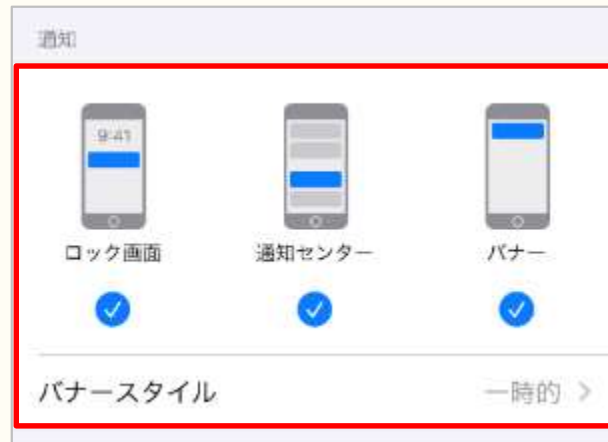 通知
9:41
ロック画面
通知センター
バナー
バナースタイル
一時的